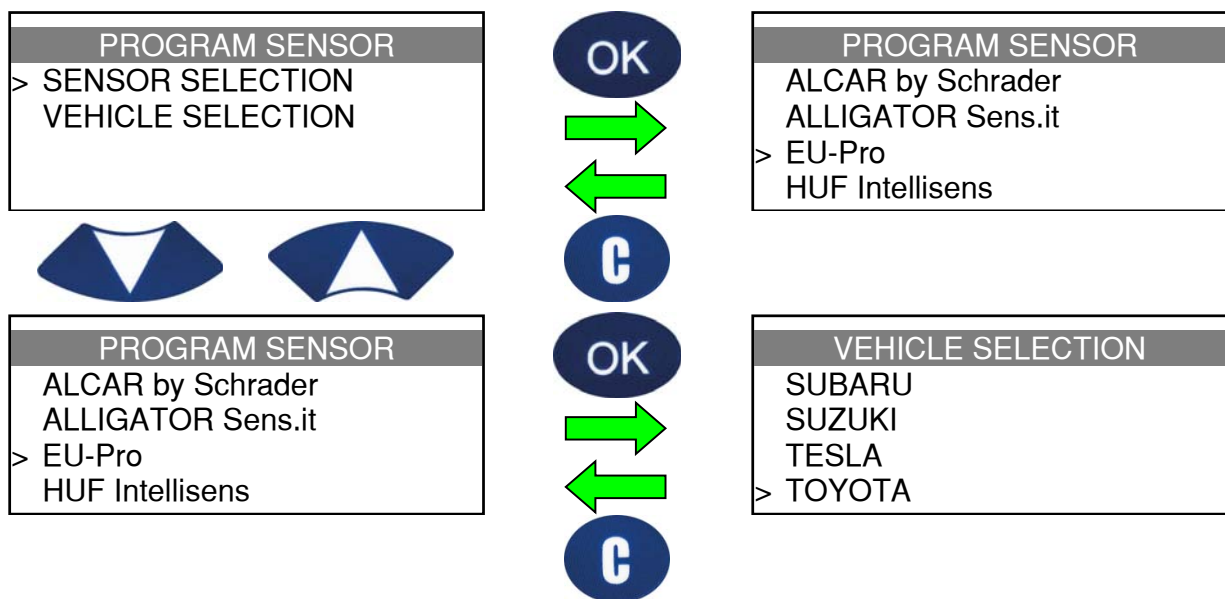 PROGRAM SENSOR
> SENSOR SELECTION
VEHICLE SELECTION
OK
PROGRAM SENSOR
ALCAR by Schrader
ALLIGATOR Sens.it
> EU-Pro
HUF Intellisens
C
PROGRAM SENSOR
ALCAR by Schrader
ALLIGATOR Sens.it
> EU-Pro
HUF Intellisens
OK
VEHICLE SELECTION
SUBARU
SUZUKI
TESLA
> TOYOTA
C